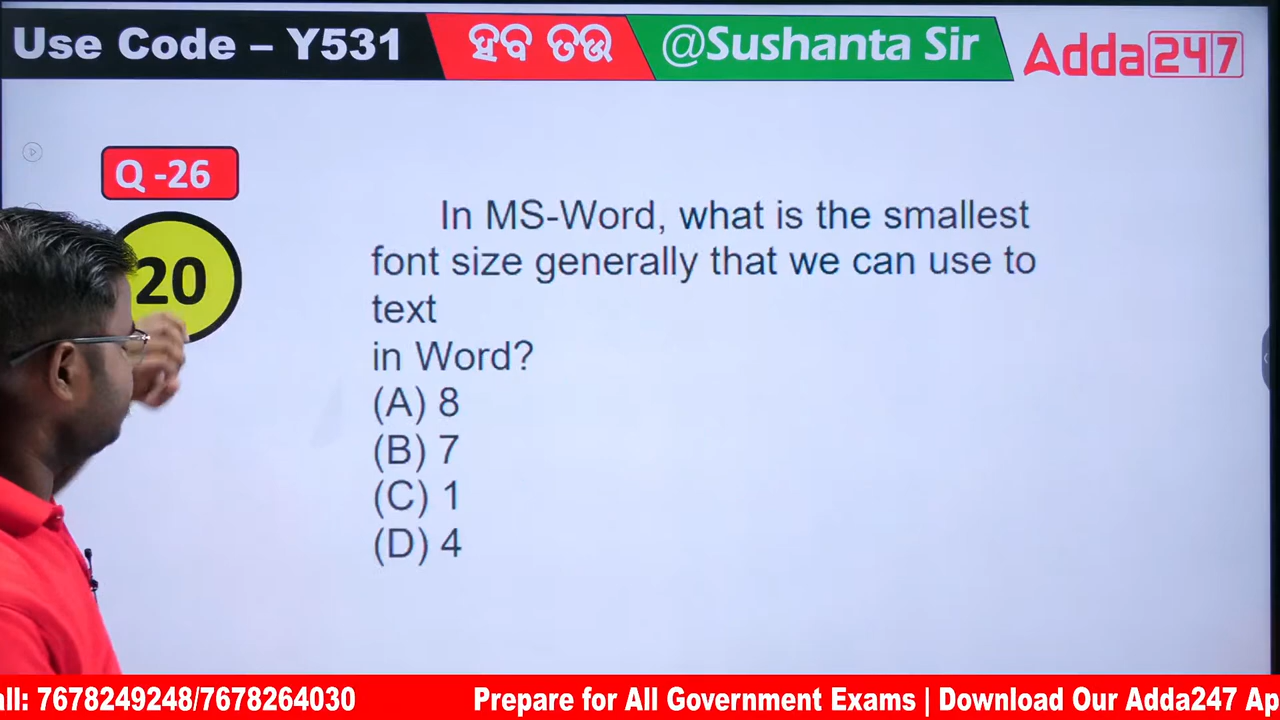 Use Code – Y531 ହବ ତଉ @Sushanta Sir Adda247
Q -26
20
In MS-Word, what is the smallest
font size generally that we can use to
text
in Word?
(A) 8
(B) 7
(C) 1
(D) 4
all: 7678249248/7678264030 Prepare for All Government Exams | Download Our Adda247 Ap